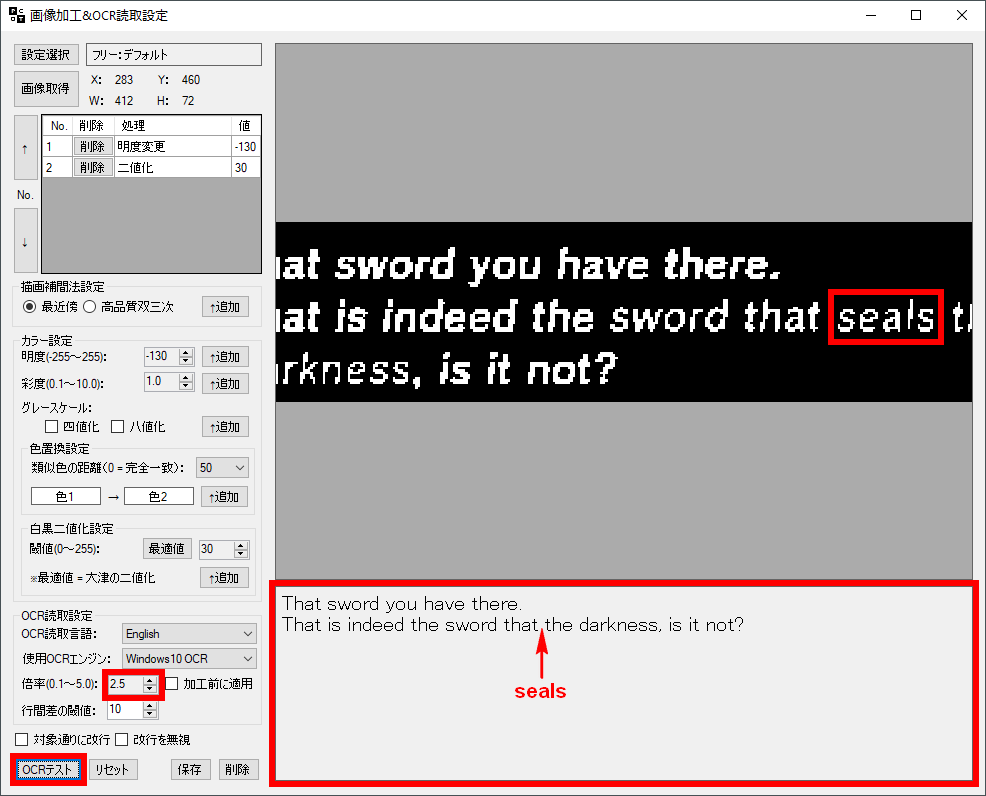 画像加工&OCR読取設定
設定選択
フリー:デフォルト
画像取得
X: 283 Y: 460
W: 412 H: 72
No. 削除 処理 値
1 削除 明度変更 -130
2 削除 二値化 30
↑
No.
↓
描画補間法設定
最近傍 高品質双三次 ↑追加
カラー設定
明度(-255～255): -130 ↑追加
彩度(0.1～10.0): 1.0 ↑追加
グレースケール:
四値化 八値化 ↑追加
色置換設定
類似色の距離(0 = 完全一致): 50
色1 → 色2 ↑追加
白黒二値化設定
閾値(0～255): 最適値 30
※最適値 = 大津の二値化 ↑追加
OCR読取設定
OCR読取言語: English
使用OCRエンジン: Windows10 OCR
倍率(0.1～5.0): 2.5 加工前に適用
行間差の閾値: 10
対象通りに改行 改行を無視
OCRテスト リセット 保存 削除
at sword you have there.
at is indeed the sword that seals th
rkness, is it not?
That sword you have there.
That is indeed the sword that the darkness, is it not?
seals